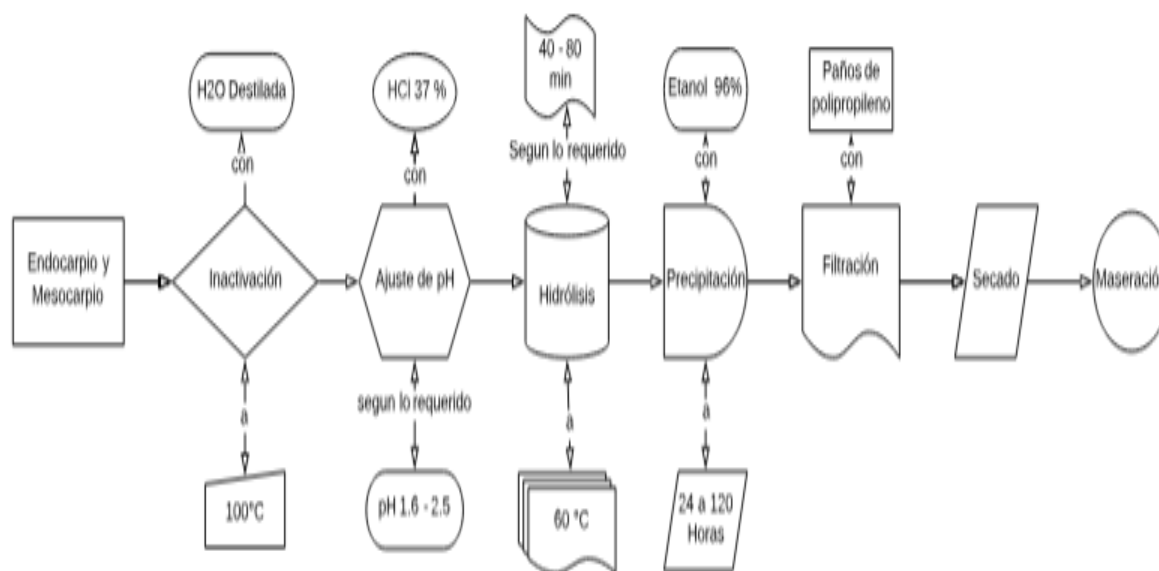 H2O Destilada
HCl 37 %
40 - 80
min
Etanol 96%
Paños de
polipropileno
con
con
Segun lo requerido
con
con
Endocarpio y
Mesocarpio
Inactivación
Ajuste de pH
Hidrólisis
Precipitación
Filtración
Secado
Maseració
a
segun lo requerido
a
a
100°C
pH 1.6 - 2.5
60 °C
24 a 120
Horas